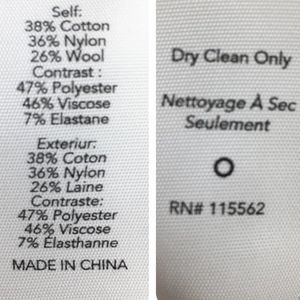 Self:
38% Cotton
36% Nylon
26% Wool
Contrast :
47% Polyester
46% Viscose
7% Elastane
Exteriur:
38% Coton
36% Nylon
26% Laine
Contraste:
47% Polyester
46% Viscose
7% Élasthanne
MADE IN CHINA
Dry Clean Only
Nettoyage À Sec
Seulement
RN# 115562